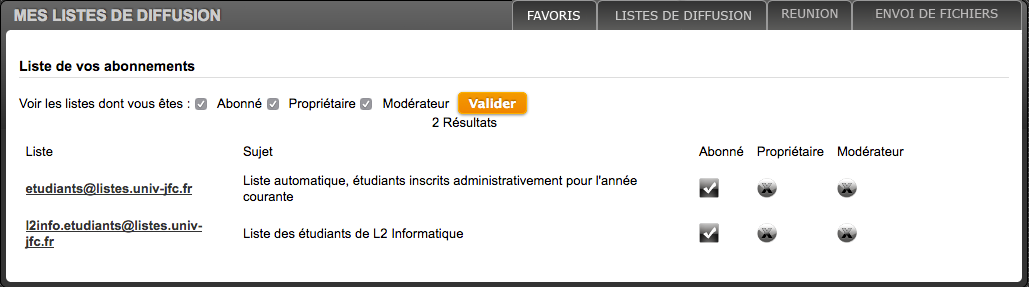 MES LISTES DE DIFFUSION FAVORIS LISTES DE DIFFUSION REUNION ENVOI DE FICHIERS
Liste de vos abonnements
Voir les listes dont vous êtes : Abonné Propriétaire Modérateur Valider
2 Résultats
Liste Sujet Abonné Propriétaire Modérateur
etudiants@listes.univ-jfc.fr Liste automatique, étudiants inscrits administrativement pour l'année
courante
l2info.etudiants@listes.univ-
jfc.fr Liste des étudiants de L2 Informatique